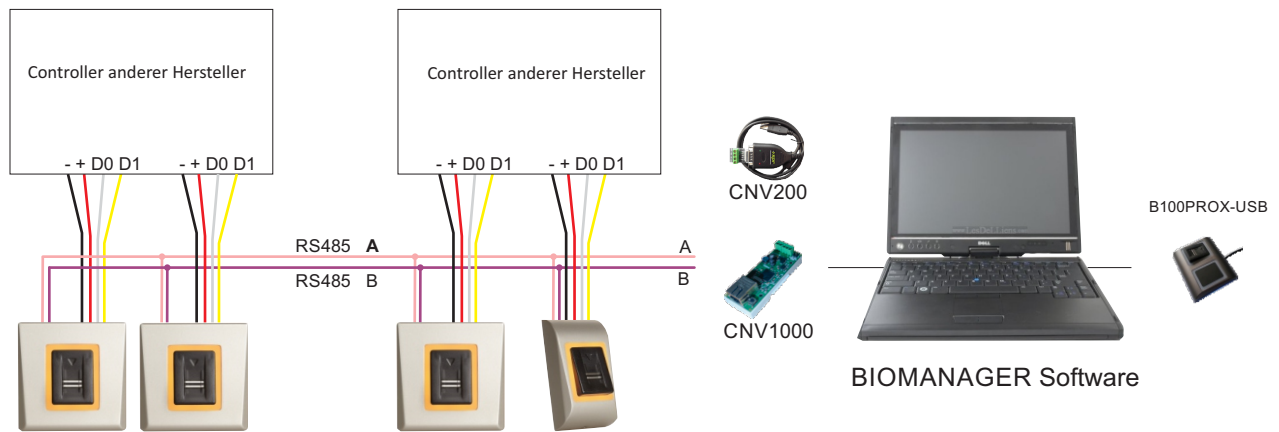 Controller anderer Hersteller
Controller anderer Hersteller
- + D0 D1
- + D0 D1
- + D0 D1
- + D0 D1
RS485 A
RS485 B
A
B
CNV200
CNV1000
DELL
B100PROX-USB
BIOMANAGER Software